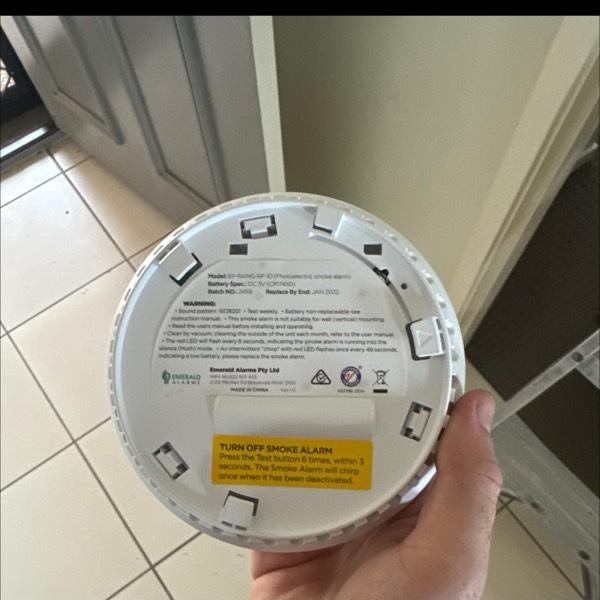 Model: EP-RANG-RF-10 (Photoelectric smoke alarm)
Battery Spec: DC 3V (CR17450)
Batch NO.: 2459 Replace By End: JAN 2032
WARNING:
• Sound pattern: ISO8201 • Test weekly. • Battery non-replaceable-see
instruction manual. • This smoke alarm is not suitable for wall (vertical) mounting.
• Read the users manual before installing and operating.
• Clean by vacuum, cleaning the outside of the unit each month, refer to the user manual.
• The red LED will flash every 8 seconds, indicating the smoke alarm is running into the
silence (Hush) mode. • An intermittent "chirp" with red LED flashes once every 48 seconds,
indicating a low battery, please replace the smoke alarm.
EMERALD
ALARMS
Emerald Alarms Pty Ltd
MADE IN CHINA
TURN OFF SMOKE ALARM
Press the Test button 6 times, within 3
seconds. The Smoke Alarm will chirp
once when it has been deactivated.